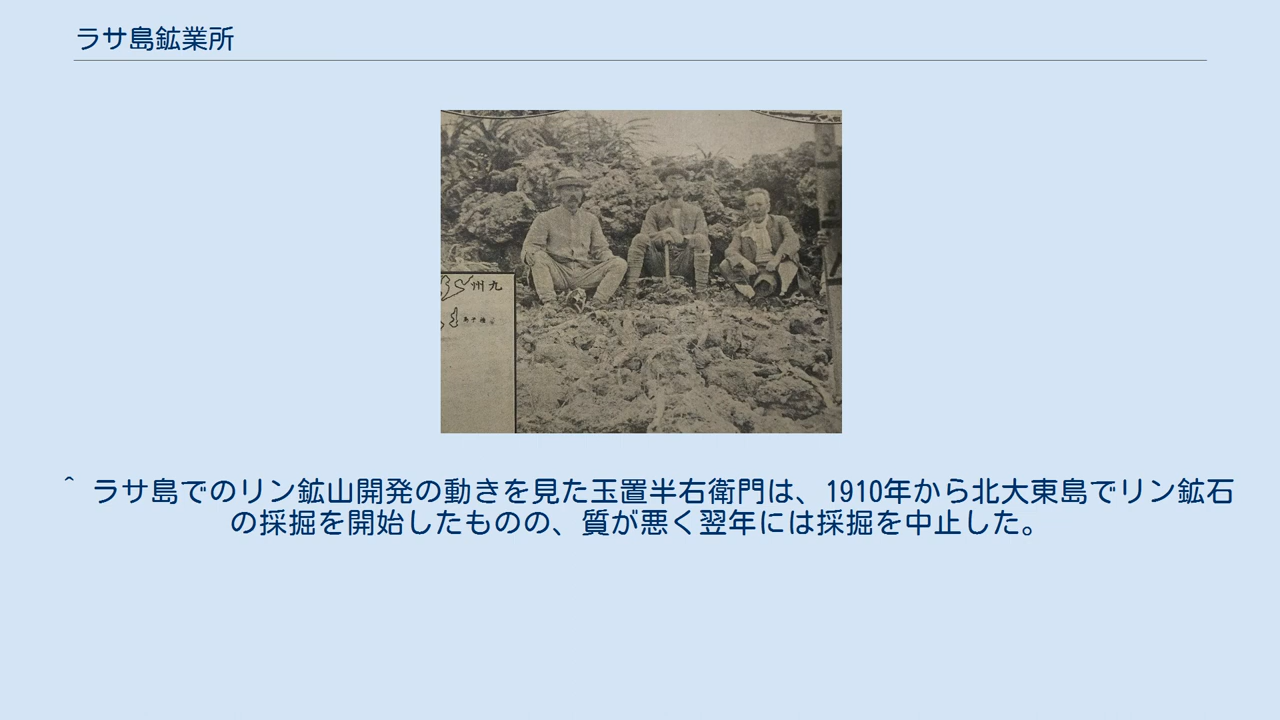 ラサ島鉱業所
九州
^ ラサ島でのリン鉱山開発の動きを見た玉置半右衛門は、1910年から北大東島でリン鉱石
の採掘を開始したものの、質が悪く翌年には採掘を中止した。